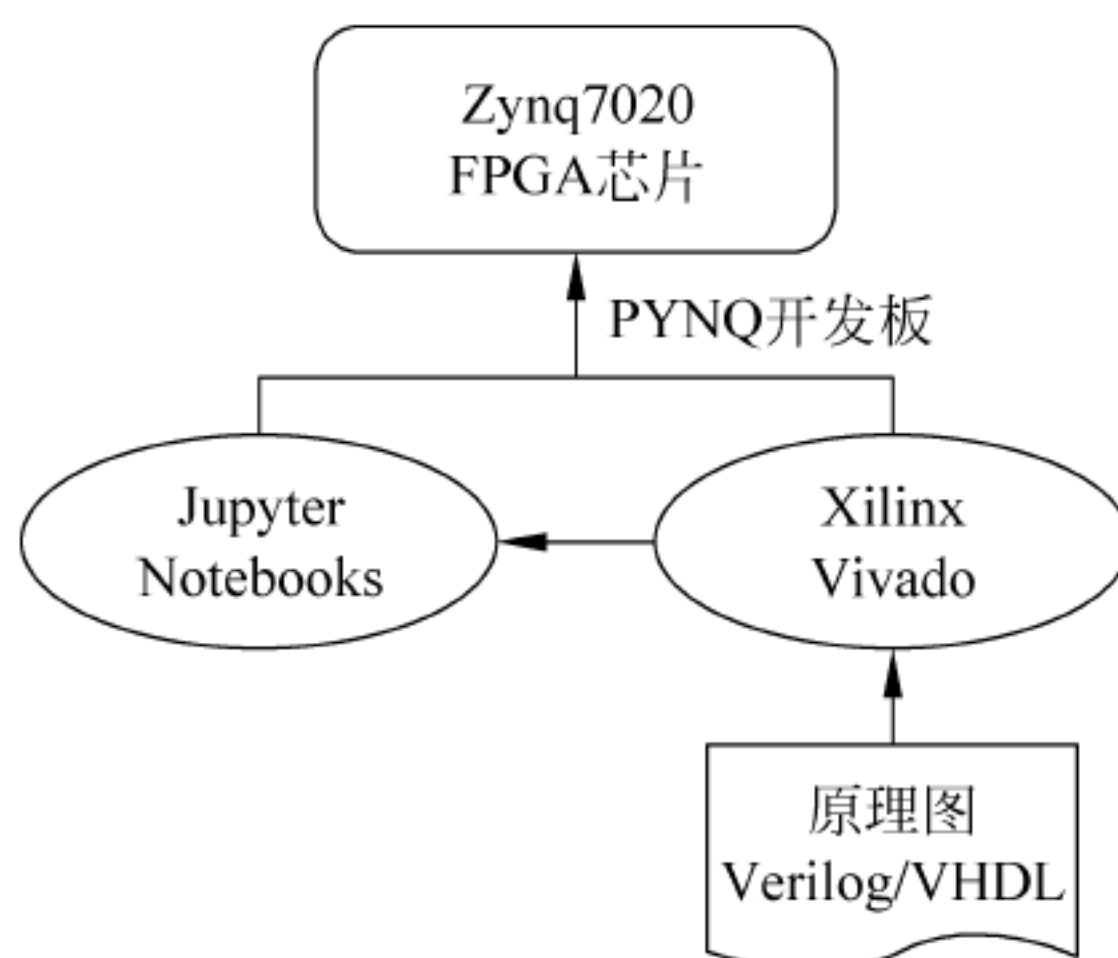 Zynq7020
FPGA芯片
PYNQ开发板
Jupyter
Notebooks
Xilinx
Vivado
原理图
Verilog/VHDL